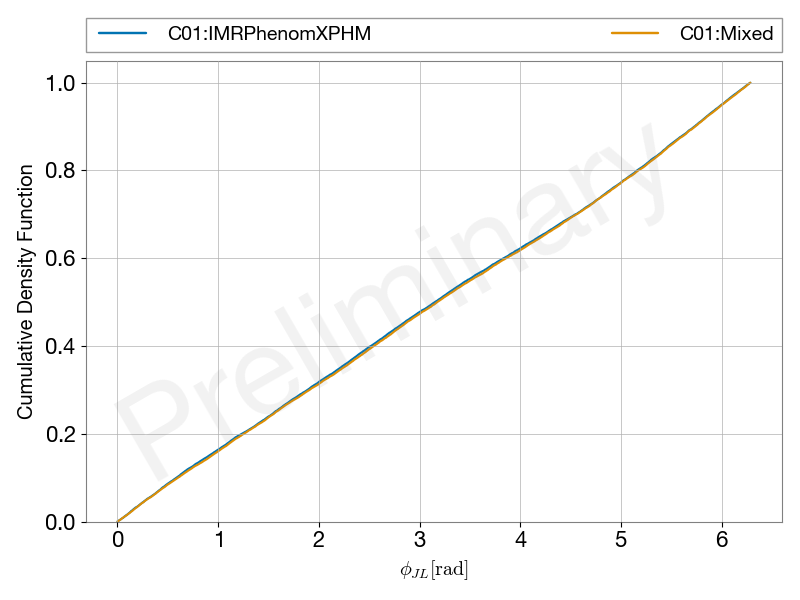 C01:IMRPhenomXPHM C01:Mixed
Cumulative Density Function
1.0
0.8
0.6
0.4
0.2
0.0
Preliminary
0 1 2 3 4 5 6
ϕ_{JL}[rad]